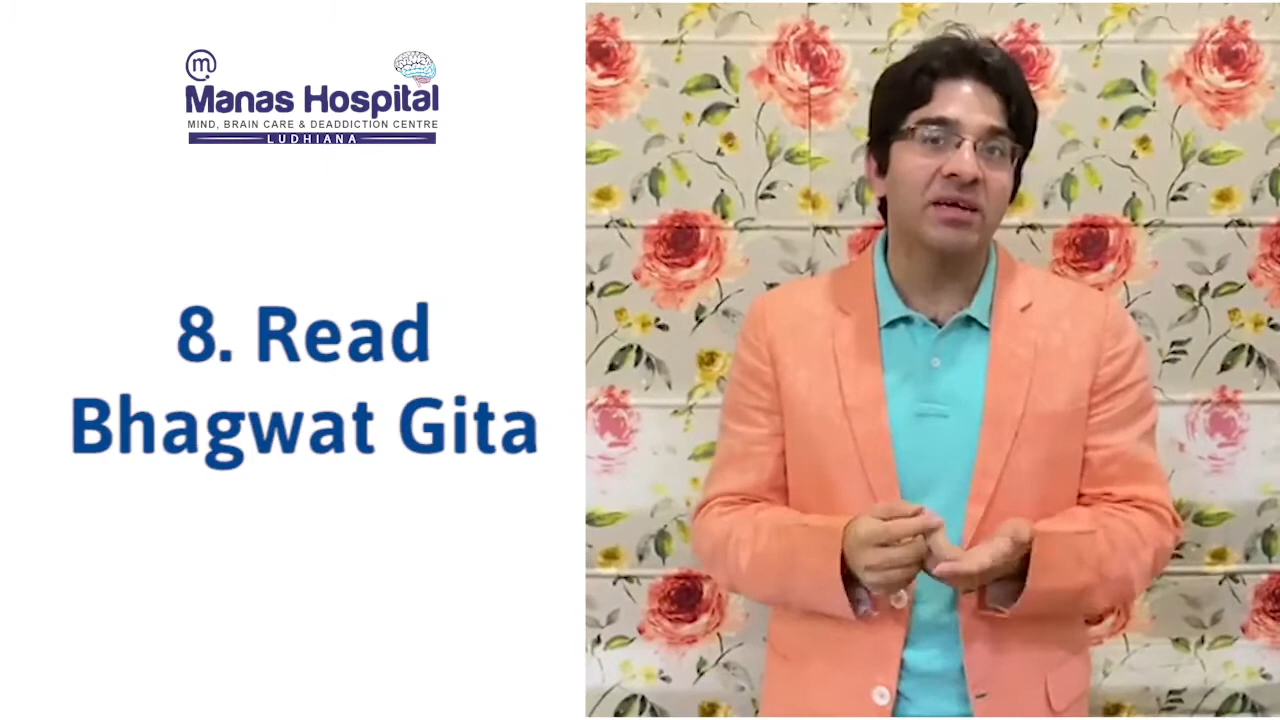 m
Manas Hospital
MIND, BRAIN CARE & DEADDICTION CENTRE
LUDHIANA
8. Read
Bhagwat Gita